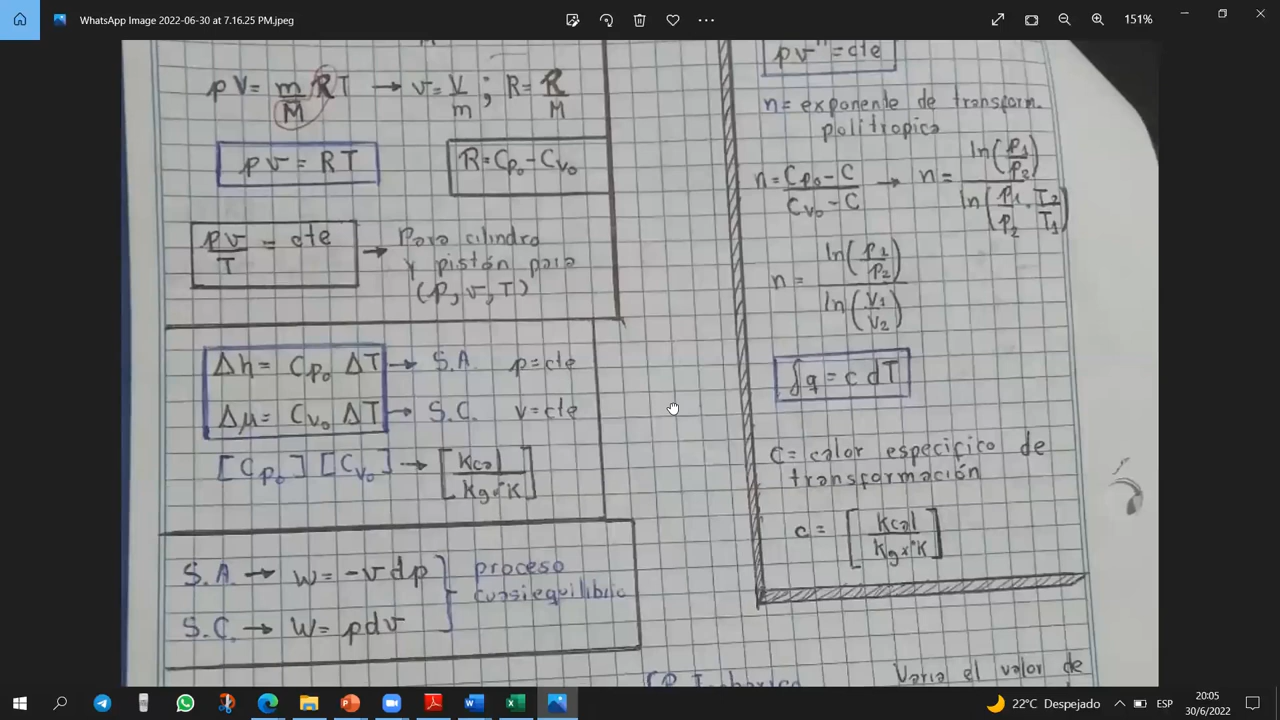 WhatsApp Image 2022-06-30 at 7.16.25 PM.jpeg
151%
pV = m/M RT → v = V/m ; R = R/M
pv = RT
R = Cp₀ - Cv₀
pv/T = cte → Para cilindro
y pistón para
(p, v, T)
Δh = Cp₀ ΔT → S.A. p = cte
Δμ = Cv₀ ΔT → S.C. v = cte
[Cp₀] [Cv₀] → [Kcal/Kg×°K]
S.A. → W = -v dp
S.C. → W = pdv
proceso
cuasiequilibrio
pvⁿ = cte
n = exponente de transform.
politropica
n = Cp₀ - C / Cv₀ - C → n = ln(p₁/p₂) / ln(p₁/p₂ · T₂/T₁)
n = ln(p₁/p₂) / ln(v₁/v₂)
∫q = c dT
C = calor especifico de
transformación
c = [Kcal/Kg×°K]
Varia el valor de
22°C Despejado
ESP
20:05
30/6/2022